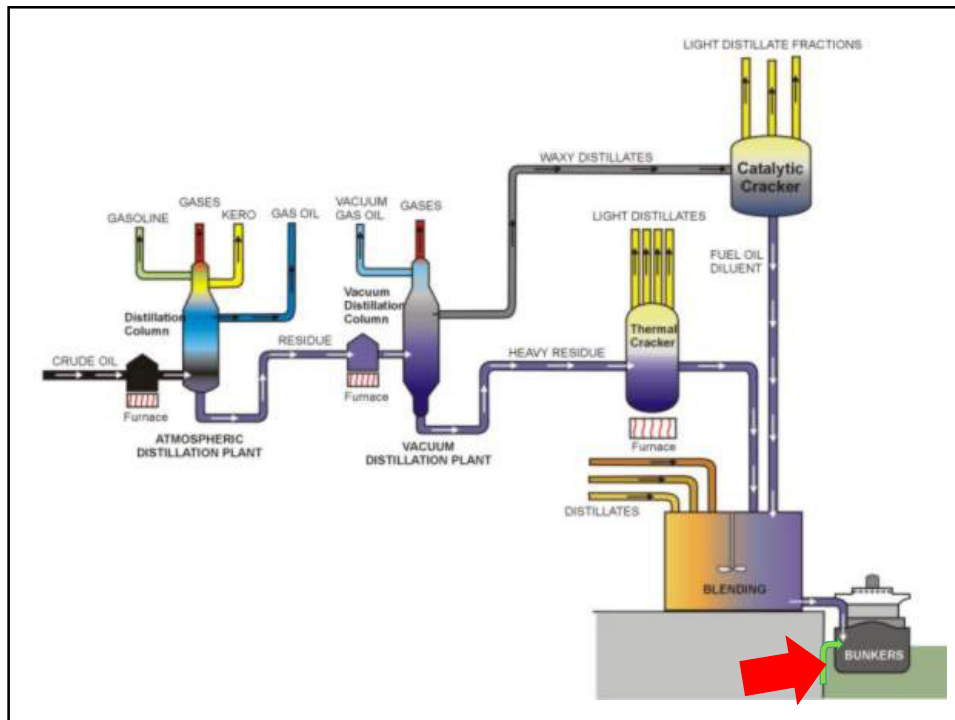 LIGHT DISTILLATE FRACTIONS
WAXY DISTILLATES
Catalytic
Cracker
GASES
GASOLINE
KERO
GAS OIL
VACUUM
GAS OIL
GASES
LIGHT DISTILLATES
FUEL OIL
DILUENT
Distillation
Column
Vacuum
Distillation
Column
Thermal
Cracker
CRUDE OIL
RESIDUE
HEAVY RESIDUE
Furnace
Furnace
Furnace
ATMOSPHERIC
DISTILLATION PLANT
VACUUM
DISTILLATION PLANT
DISTILLATES
BLENDING
BUNKERS